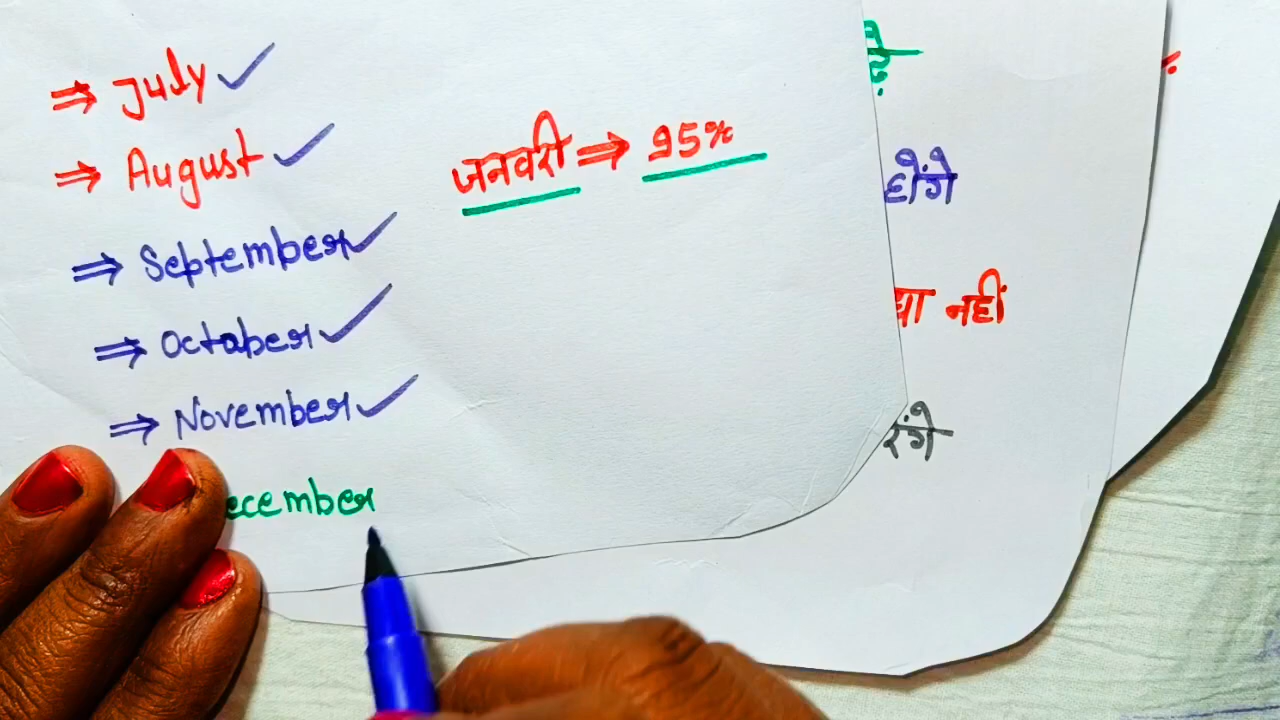 ⇒ July ✓
⇒ August ✓
⇒ September ✓
⇒ October ✓
⇒ November ✓
ecember
जनवरी ⇒ 95%
होंगे
नहीं
रेंगे